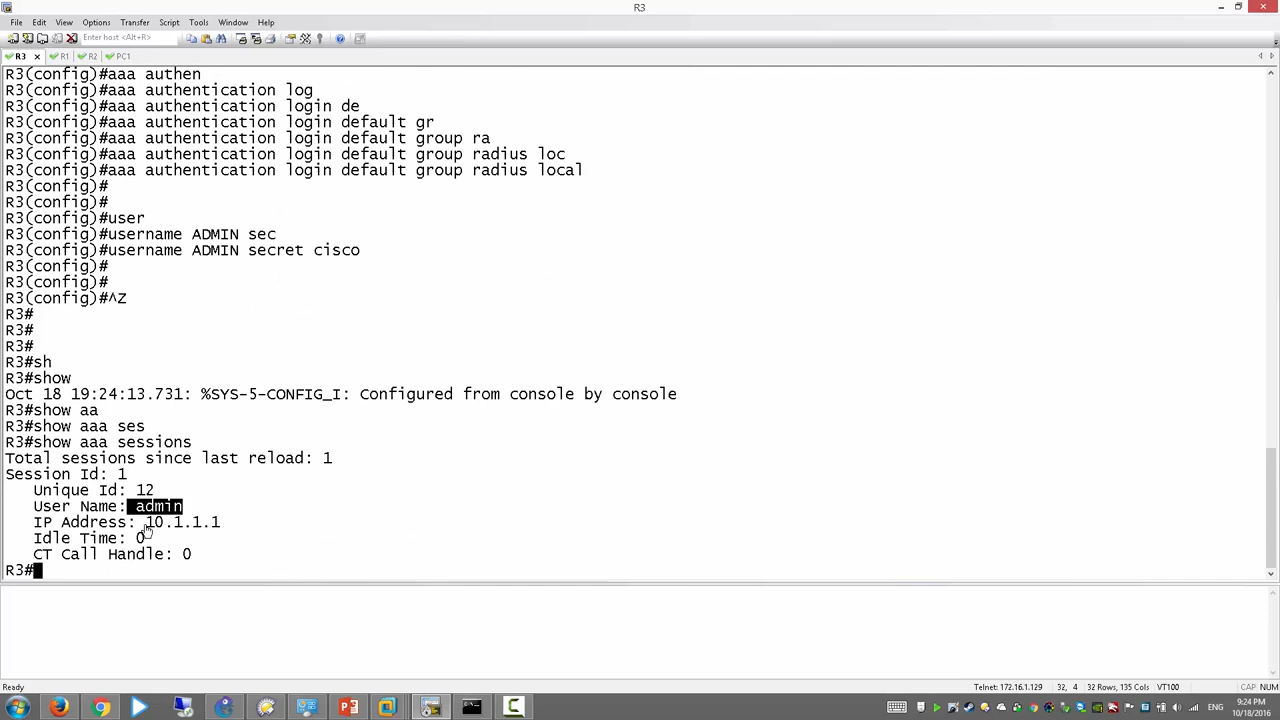 R3
File Edit View Options Transfer Script Tools Window Help
Enter host <Alt+R>
R3 R1 R2 PC1
R3(config)#aaa authen
R3(config)#aaa authentication log
R3(config)#aaa authentication login de
R3(config)#aaa authentication login default gr
R3(config)#aaa authentication login default group ra
R3(config)#aaa authentication login default group radius loc
R3(config)#aaa authentication login default group radius local
R3(config)#
R3(config)#
R3(config)#user
R3(config)#username ADMIN sec
R3(config)#username ADMIN secret cisco
R3(config)#
R3(config)#
R3(config)#^Z
R3#
R3#
R3#
R3#sh
R3#show
Oct 18 19:24:13.731: %SYS-5-CONFIG_I: Configured from console by console
R3#show aa
R3#show aaa ses
R3#show aaa sessions
Total sessions since last reload: 1
Session Id: 1
Unique Id: 12
User Name: admin
IP Address: 10.1.1.1
Idle Time: 0
CT Call Handle: 0
R3#
Ready Telnet: 172.16.1.129 32, 4 32 Rows, 135 Cols VT100 CAP NUM
ENG 9:24 PM
10/18/2016